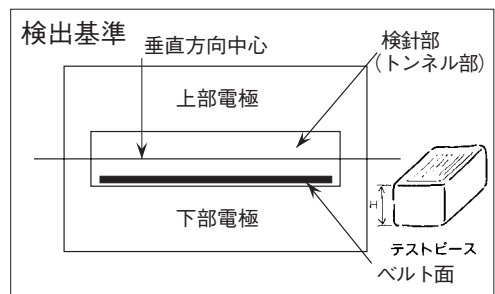 検出基準
垂直方向中心
検針部
(トンネル部)
上部電極
下部電極
H
テストピース
ベルト面